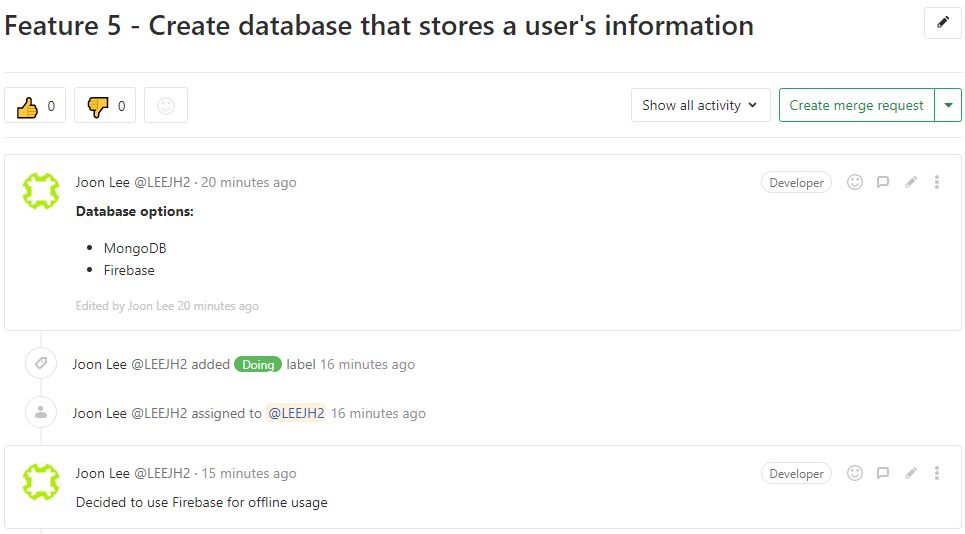 Feature 5 - Create database that stores a user's information
0 0 Show all activity Create merge request
Joon Lee @LEEJH2 · 20 minutes ago Developer
Database options:
• MongoDB
• Firebase
Edited by Joon Lee 20 minutes ago
Joon Lee @LEEJH2 added Doing label 16 minutes ago
Joon Lee @LEEJH2 assigned to @LEEJH2 16 minutes ago
Joon Lee @LEEJH2 · 15 minutes ago Developer
Decided to use Firebase for offline usage